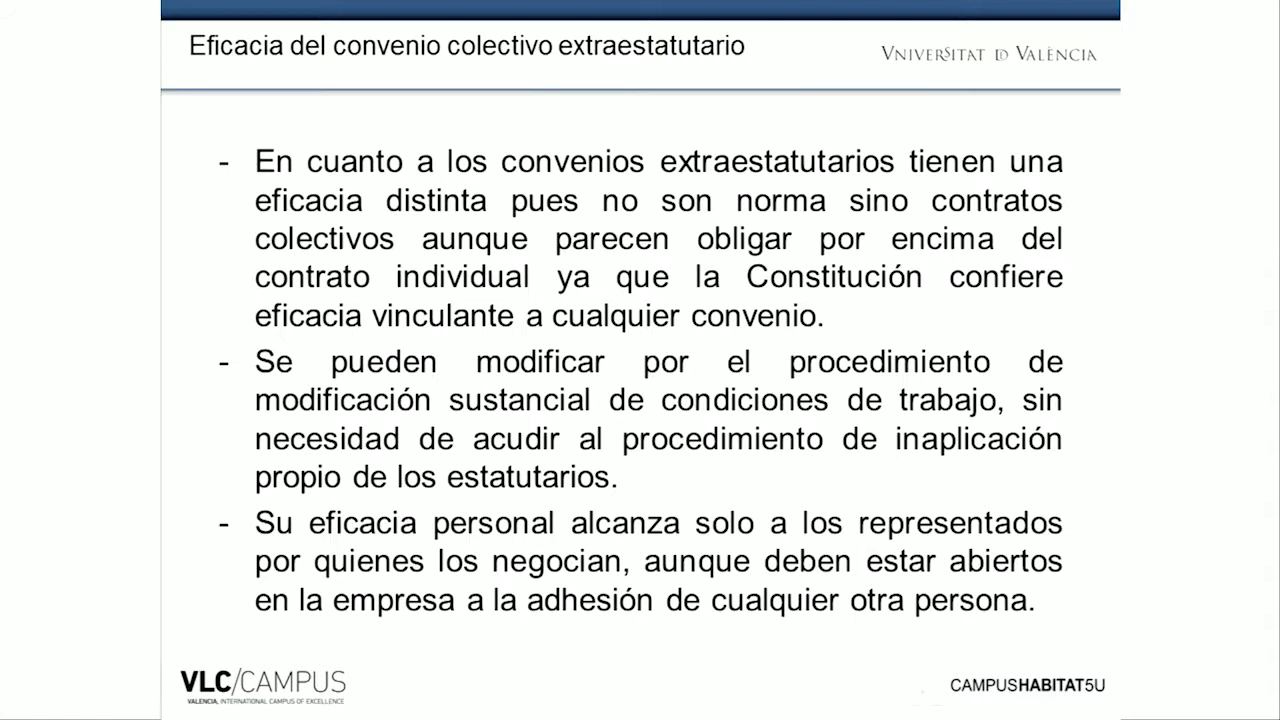 Eficacia del convenio colectivo extraestatutario
VNIVERSITAT D VALÈNCIA
- En cuanto a los convenios extraestatutarios tienen una
eficacia distinta pues no son norma sino contratos
colectivos aunque parecen obligar por encima del
contrato individual ya que la Constitución confiere
eficacia vinculante a cualquier convenio.
- Se pueden modificar por el procedimiento de
modificación sustancial de condiciones de trabajo, sin
necesidad de acudir al procedimiento de inaplicación
propio de los estatutarios.
- Su eficacia personal alcanza solo a los representados
por quienes los negocian, aunque deben estar abiertos
en la empresa a la adhesión de cualquier otra persona.
VLC/CAMPUS
VALENCIA, INTERNATIONAL CAMPUS OF EXCELLENCE
CAMPUSHABITAT5U